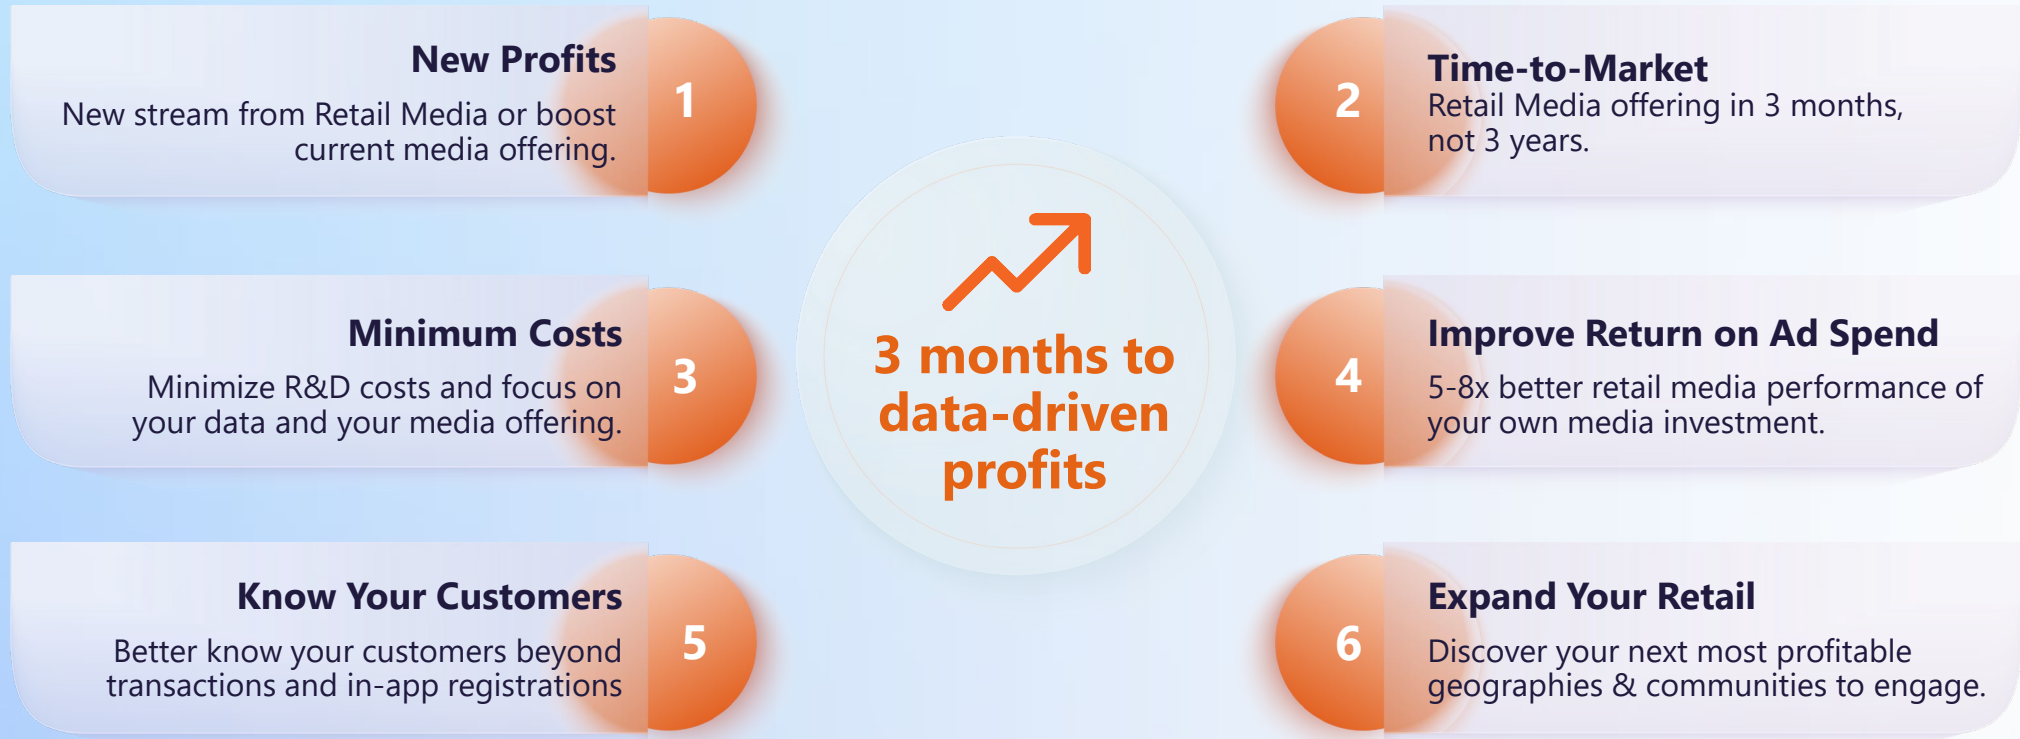 New Profits
New stream from Retail Media or boost
current media offering.
1
2
Time-to-Market
Retail Media offering in 3 months,
not 3 years.
3 months to
data-driven
profits
Minimum Costs
Minimize R&D costs and focus on
your data and your media offering.
3
4
Improve Return on Ad Spend
5-8x better retail media performance of
your own media investment.
Know Your Customers
Better know your customers beyond
transactions and in-app registrations
5
6
Expand Your Retail
Discover your next most profitable
geographies & communities to engage.